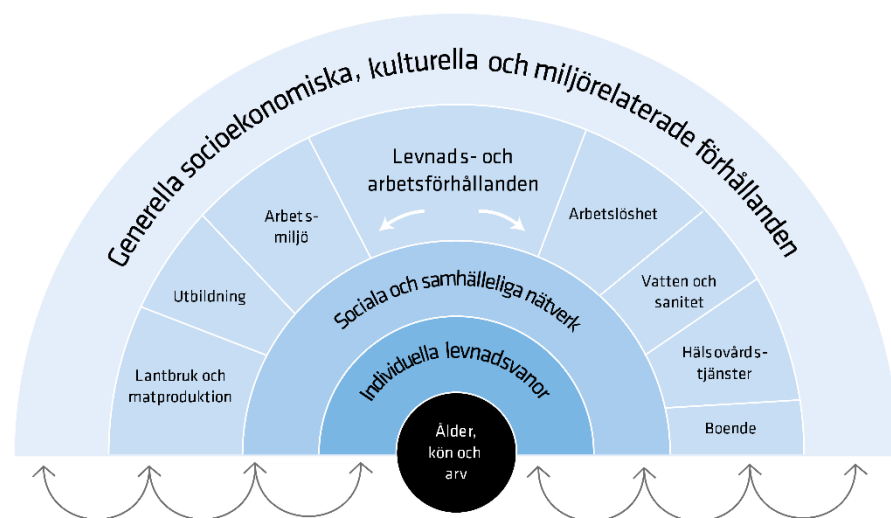 Generella socioekonomiska, kulturella och miljörelaterade förhållanden
Levnads- och
arbetsförhållanden
Arbets-
miljö
Arbetslöshet
Utbildning
Vatten och
sanitet
Lantbruk och
matproduktion
Hälsovårds-
tjänster
Boende
Sociala och samhälleliga nätverk
Individuella levnadsvanor
Ålder,
kön och
arv